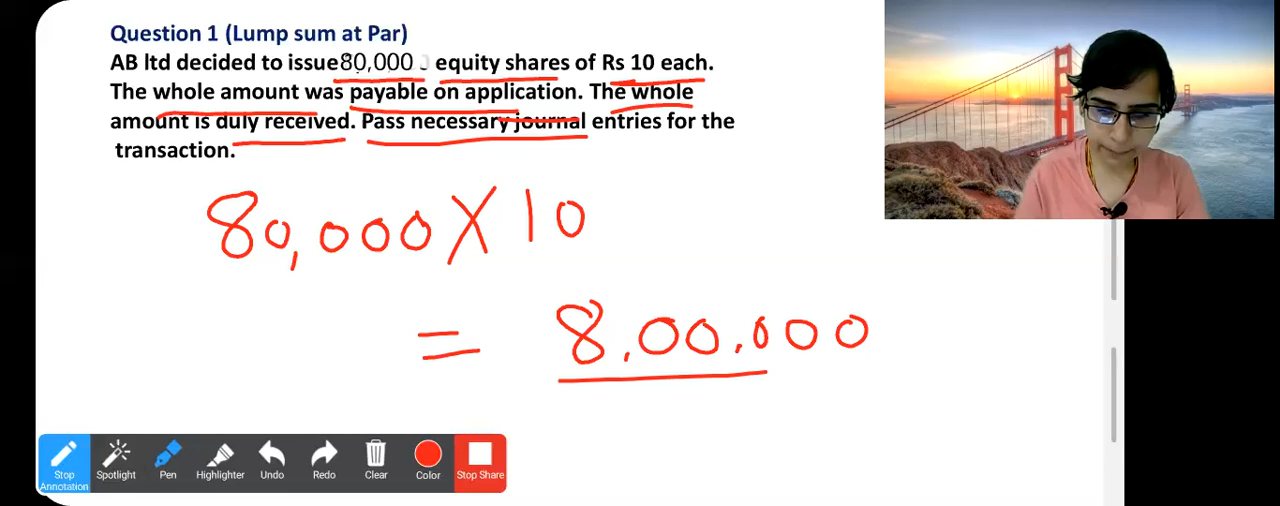 Question 1 (Lump sum at Par)
AB ltd decided to issue 80,000 equity shares of Rs 10 each.
The whole amount was payable on application. The whole
amount is duly received. Pass necessary journal entries for the
transaction.
80,000 X 10
= 8,00,000
Stop Annotation
Spotlight
Pen
Highlighter
Undo
Redo
Clear
Color
Stop Share